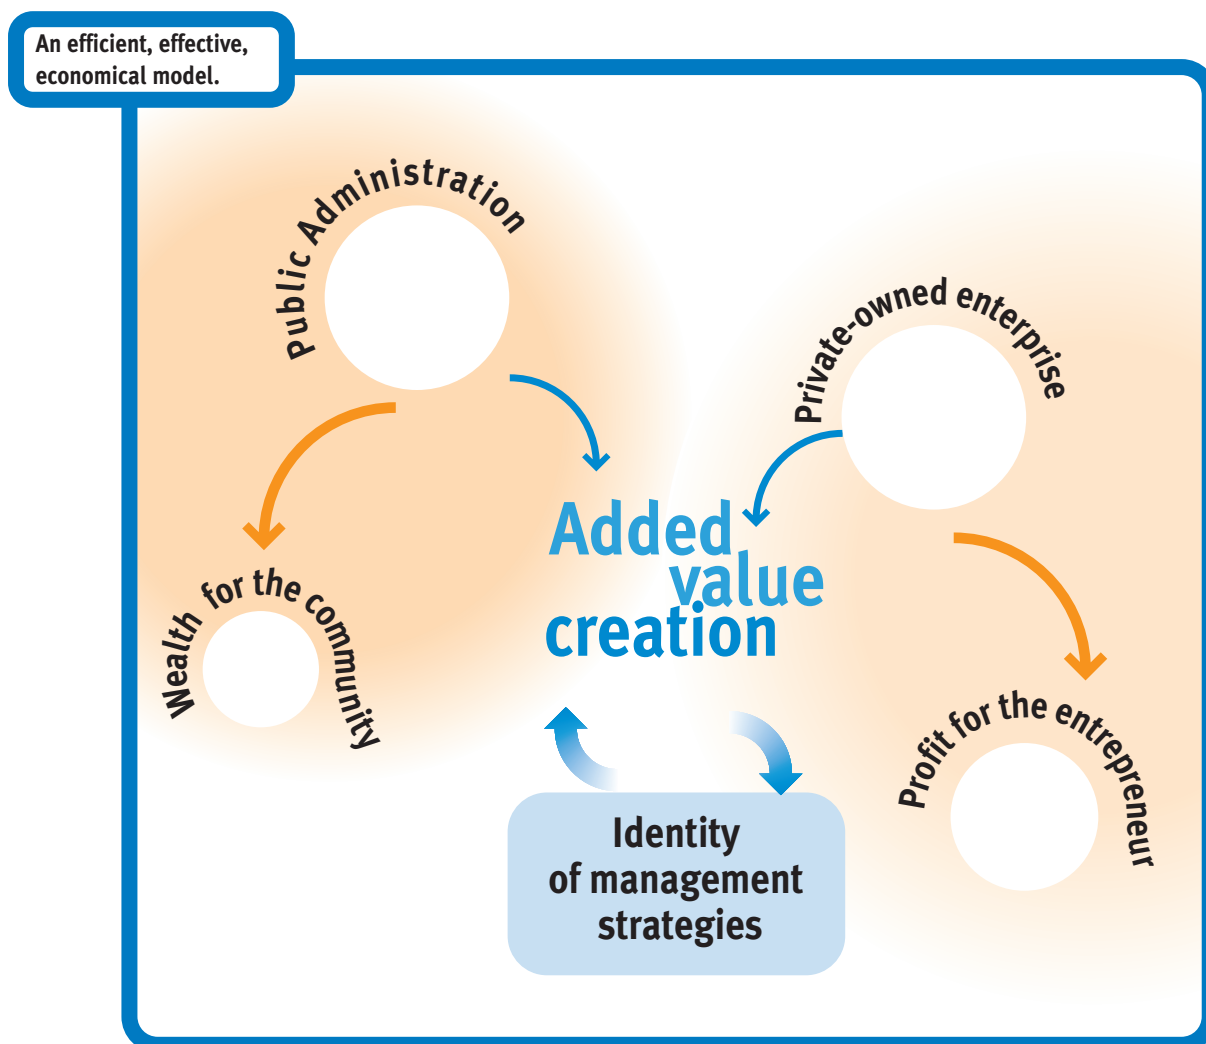 An efficient, effective,
economical model.
Public Administration
Private-owned enterprise
Added
value
creation
Wealth for the community
Profit for the entrepreneur
Identity
of management
strategies